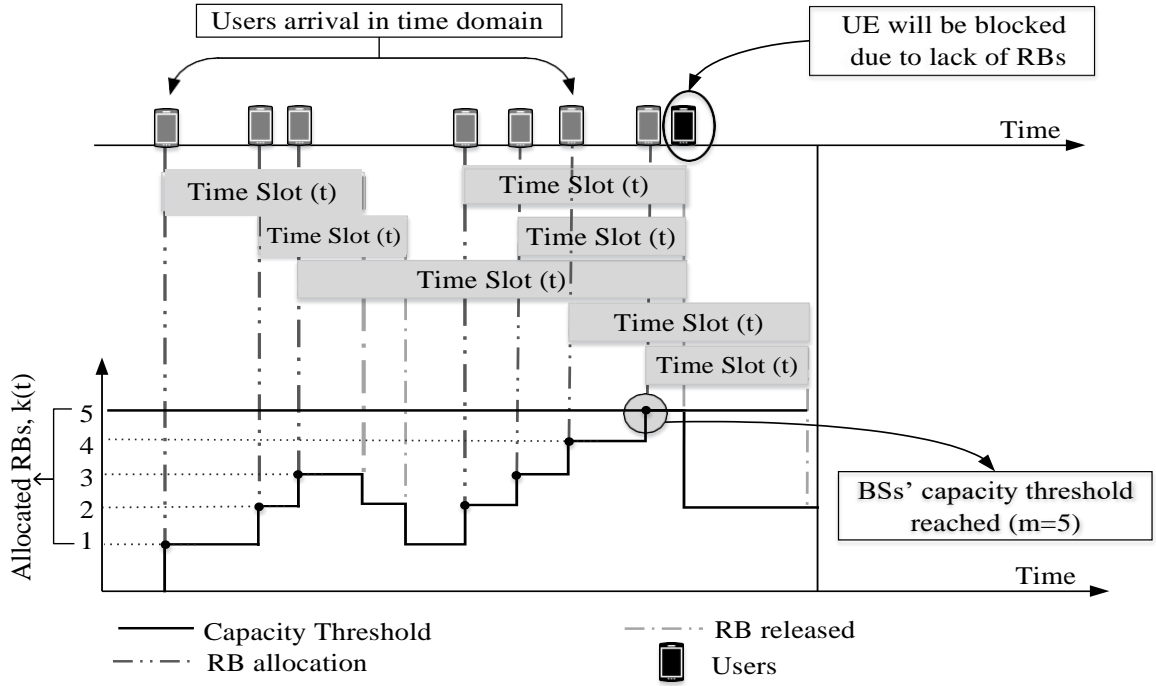 Users arrival in time domain
UE will be blocked
due to lack of RBs
Time
Time Slot (t)
Time Slot (t)
Time Slot (t)
Time Slot (t)
Time Slot (t)
Time Slot (t)
Time Slot (t)
Allocated RBs, k(t)
5
4
3
2
1
BSs’ capacity threshold
reached (m=5)
Time
Capacity Threshold
RB released
RB allocation
Users